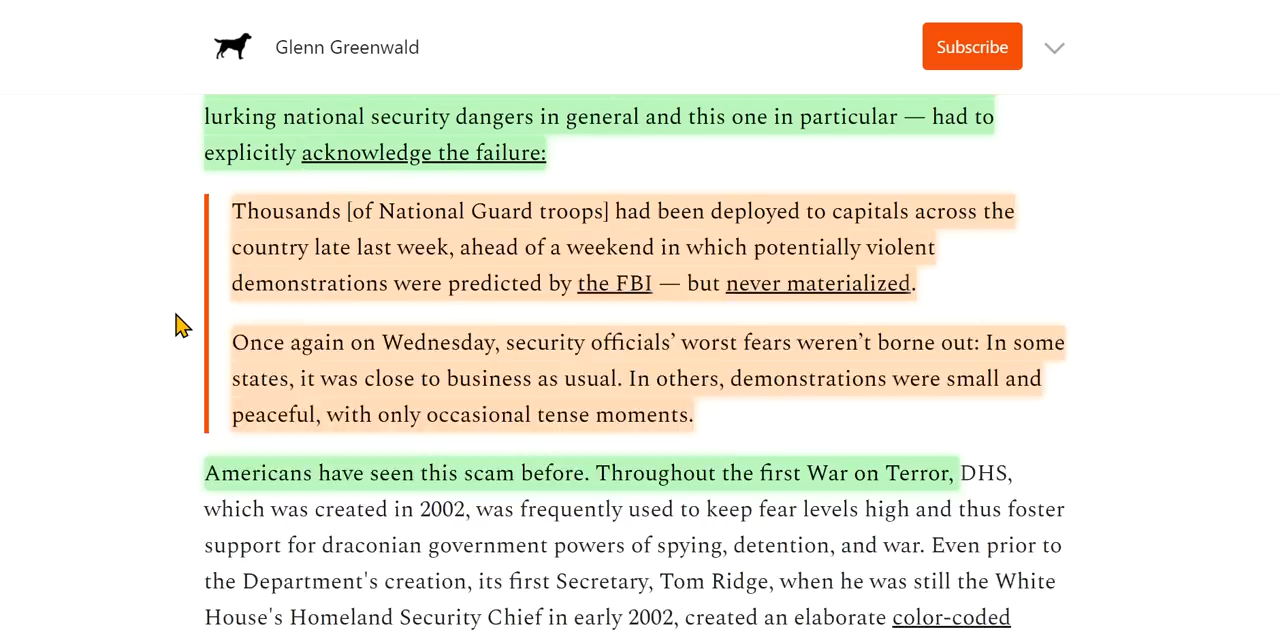 Glenn Greenwald
Subscribe
lurking national security dangers in general and this one in particular — had to
explicitly acknowledge the failure:
Thousands [of National Guard troops] had been deployed to capitals across the
country late last week, ahead of a weekend in which potentially violent
demonstrations were predicted by the FBI — but never materialized.
Once again on Wednesday, security officials’ worst fears weren’t borne out: In some
states, it was close to business as usual. In others, demonstrations were small and
peaceful, with only occasional tense moments.
Americans have seen this scam before. Throughout the first War on Terror, DHS,
which was created in 2002, was frequently used to keep fear levels high and thus foster
support for draconian government powers of spying, detention, and war. Even prior to
the Department's creation, its first Secretary, Tom Ridge, when he was still the White
House's Homeland Security Chief in early 2002, created an elaborate color-coded